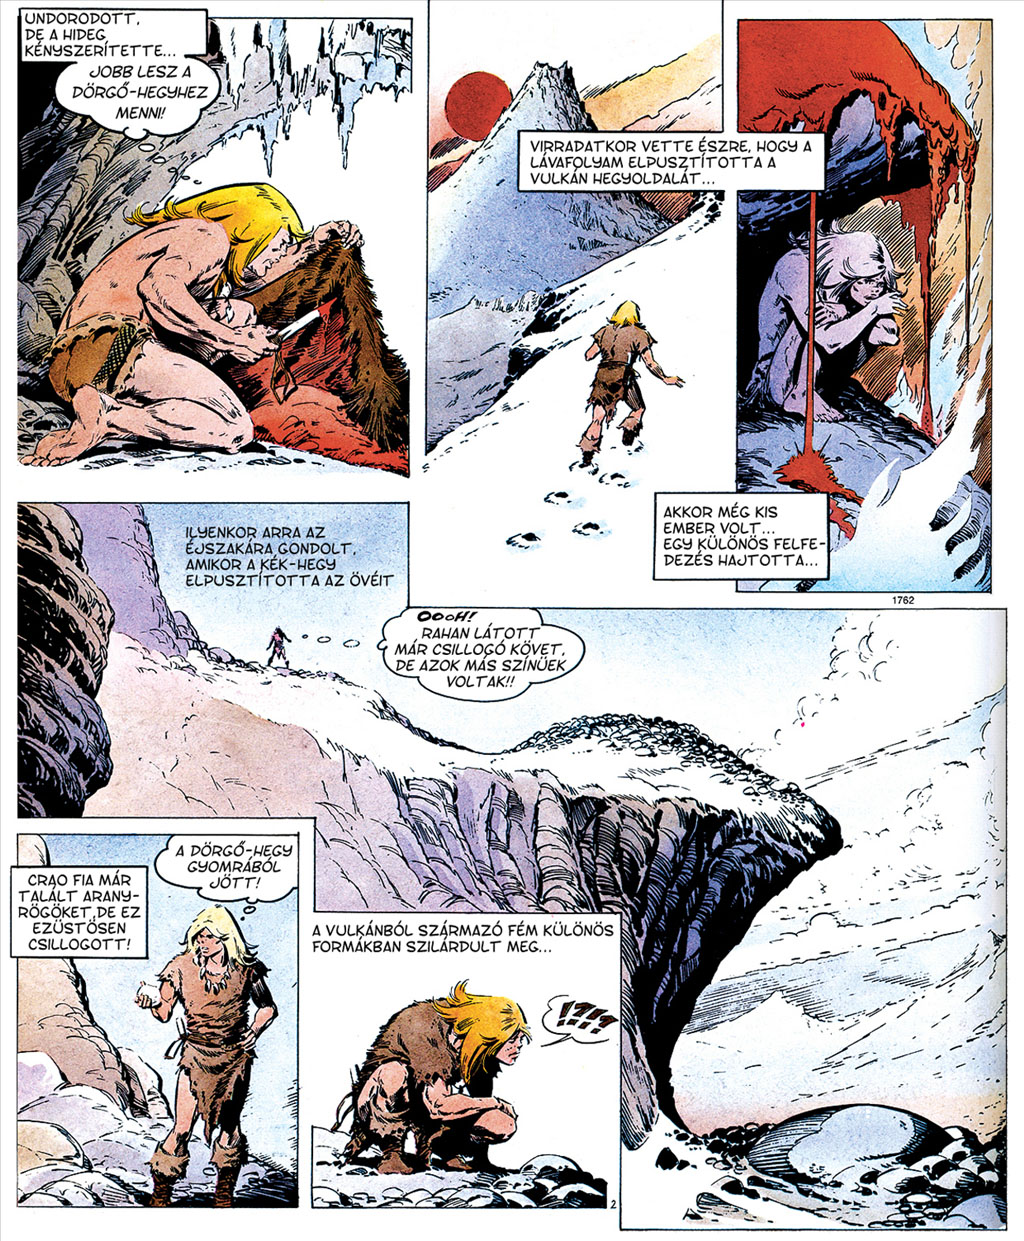 UNDORODOTT,
DE A HIDEG
KÉNYSZERÍTETTE...
JOBB LESZ A
DÖRGŐ-HEGYHEZ
MENNI!
VIRRADATKOR VETTE ÉSZRE, HOGY A
LÁVAFOLYAM ELPUSZTÍTOTTA A
VULKÁN HEGYOLDALÁT...
AKKOR MÉG KIS
EMBER VOLT...
EGY KÜLÖNÖS FELFE-
DEZÉS HAJTOTTA...
1762
ILYENKOR ARRA AZ
ÉJSZAKÁRA GONDOLT,
AMIKOR A KÉK-HEGY
ELPUSZTÍTOTTA AZ ÖVÉIT
OOOH!
RAHAN LÁTOTT
MÁR CSILLOGÓ KÖVET,
DE AZOK MÁS SZÍNÜEK
VOLTAK!!
CRAO FIA MÁR
TALÁLT ARANY-
RÖGÖKET,DE EZ
EZÜSTÖSEN
CSILLOGOTT!
A DÖRGŐ-HEGY
GYOMRÁBÓL
JÖTT!
A VULKÁNBÓL SZÁRMAZÓ FÉM KÜLÖNÖS
FORMÁKBAN SZILÁRDULT MEG...
!?!?
2